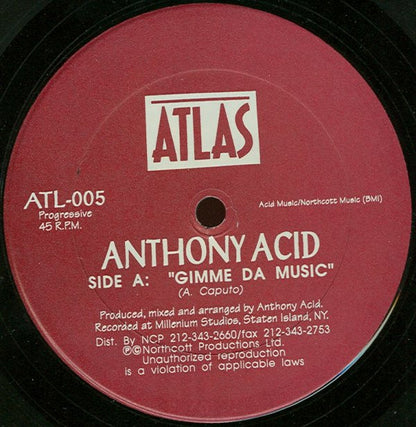 ATLAS
ATL-005
Progressive
45 R.P.M.
Acid Music/Northcott Music (BMI)
ANTHONY ACID
SIDE A: "GIMME DA MUSIC"
(A. Caputo)
Produced, mixed and arranged by Anthony Acid.
Recorded at Millenium Studios, Staten Island, NY.
Dist. By NCP 212-343-2660/fax 212-343-2753
ⓅⒸNorthcott Productions Ltd.
Unauthorized reproduction
is a violation of applicable laws